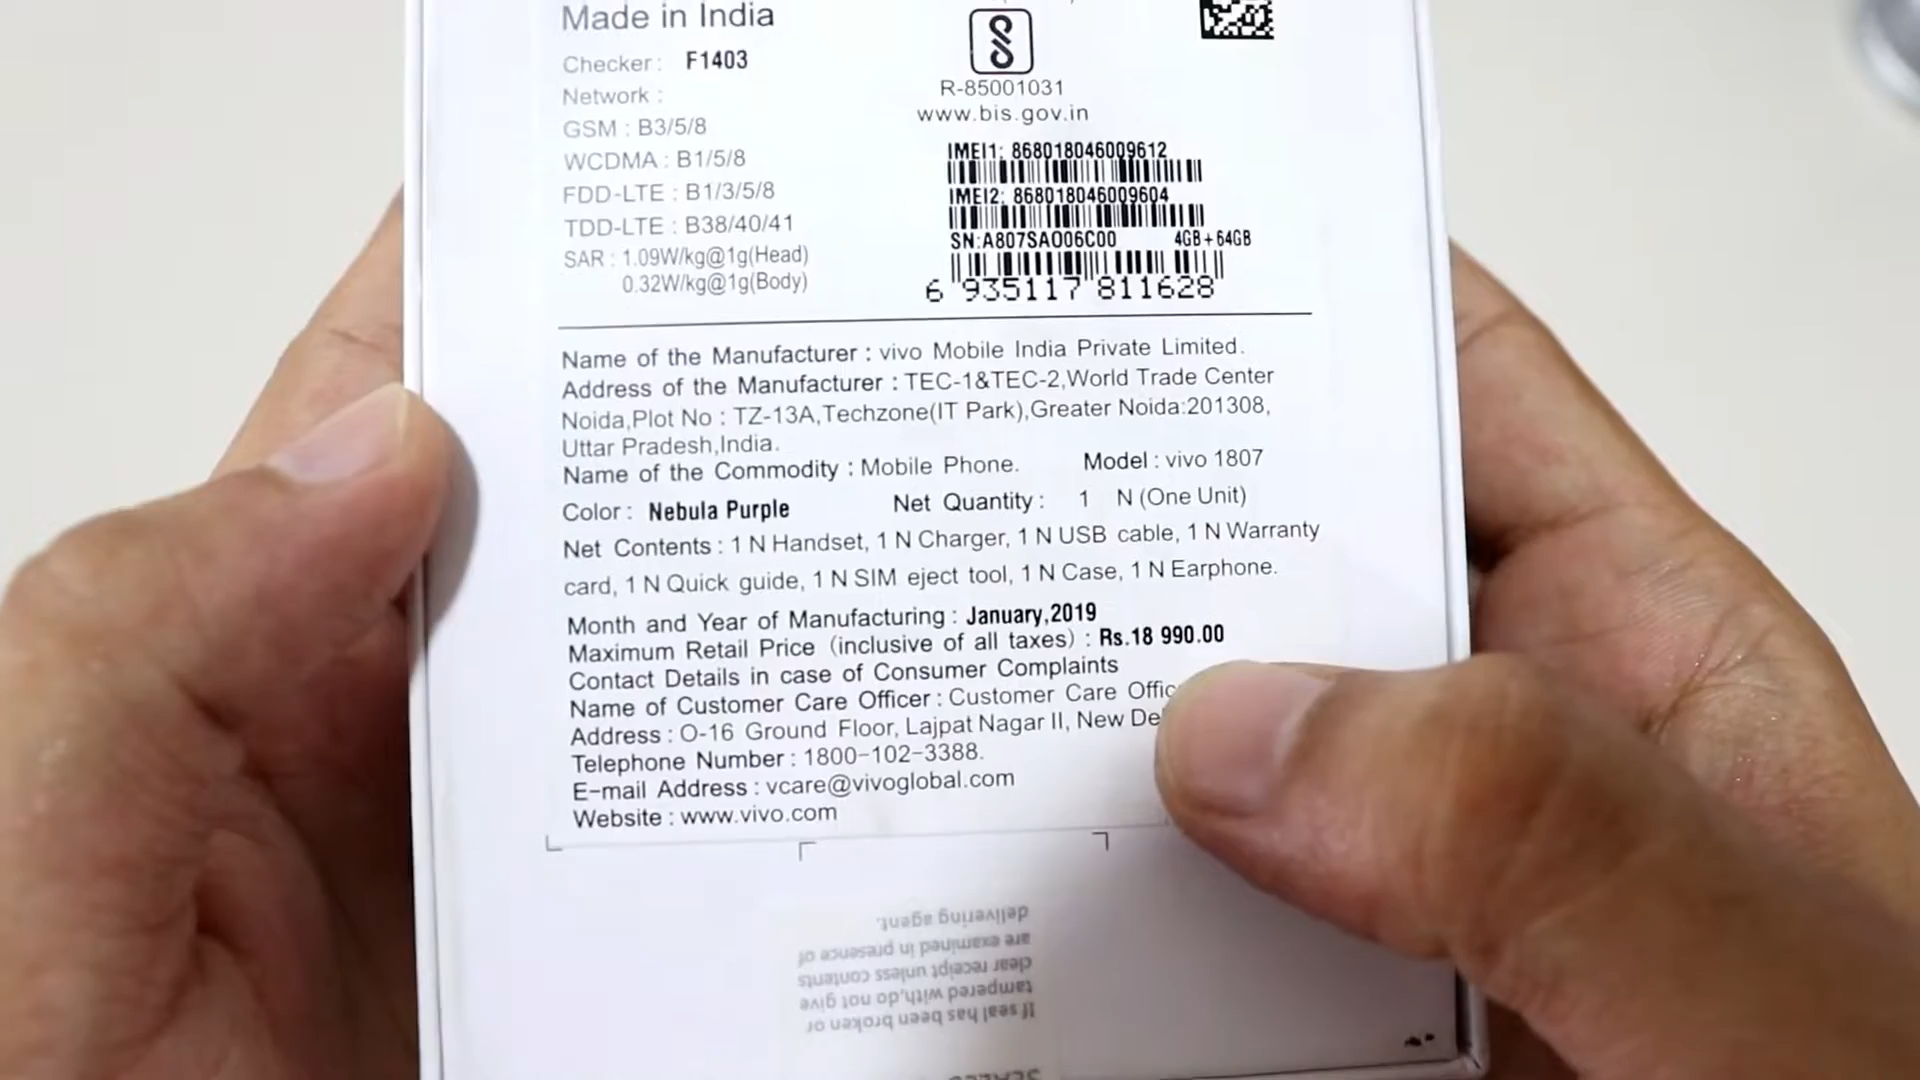 Made in India
Checker : F1403
Network :
GSM : B3/5/8
WCDMA : B1/5/8
FDD-LTE : B1/3/5/8
TDD-LTE : B38/40/41
SAR : 1.09W/kg@1g(Head)
0.32W/kg@1g(Body)
R-85001031
www.bis.gov.in
IMEI1: 868018046009612
IMEI2: 868018046009604
SN:A807SA006C00 4GB+64GB
6 935117 811628
Name of the Manufacturer : vivo Mobile India Private Limited.
Address of the Manufacturer : TEC-1&TEC-2,World Trade Center
Noida,Plot No : TZ-13A,Techzone(IT Park),Greater Noida:201308,
Uttar Pradesh,India.
Name of the Commodity : Mobile Phone. Model : vivo 1807
Color : Nebula Purple Net Quantity : 1 N (One Unit)
Net Contents : 1 N Handset, 1 N Charger, 1 N USB cable, 1 N Warranty
card, 1 N Quick guide, 1 N SIM eject tool, 1 N Case, 1 N Earphone.
Month and Year of Manufacturing : January,2019
Maximum Retail Price (inclusive of all taxes) : Rs.18 990.00
Contact Details in case of Consumer Complaints
Name of Customer Care Officer : Customer Care
Address : O-16 Ground Floor, Lajpat Nagar II, New
Telephone Number : 1800-102-3388.
E-mail Address : vcare@vivoglobal.com
Website : www.vivo.com
If seal has been broken or
tampered with,do not give
clear receipt unless contents
are examined in presence of
delivering agent.